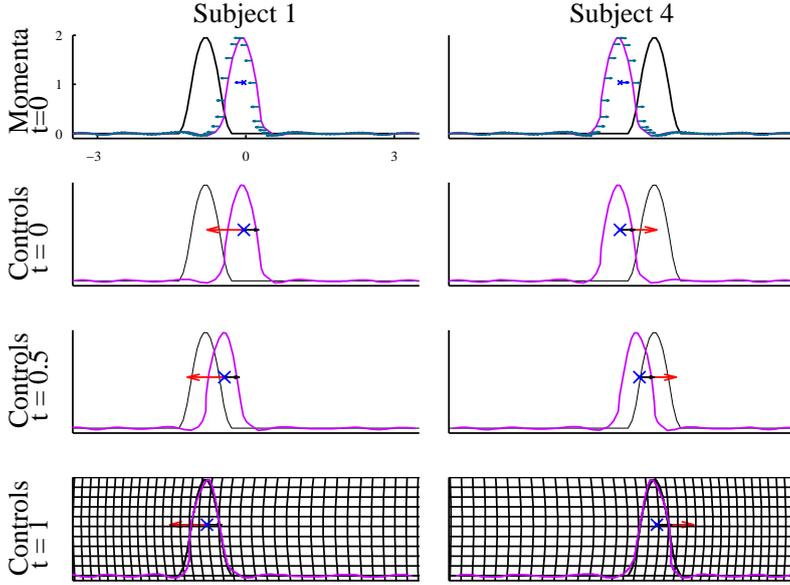 Subject 1
Subject 4
Momenta
t=0
2
1
0
−3
0
3
Controls
t = 0
Controls
t = 0.5
Controls
t = 1